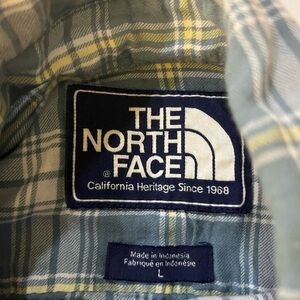 THE
NORTH
FACE
®
California Heritage Since 1968
Made in Indonesia
Fabriqué en Indonésie
L